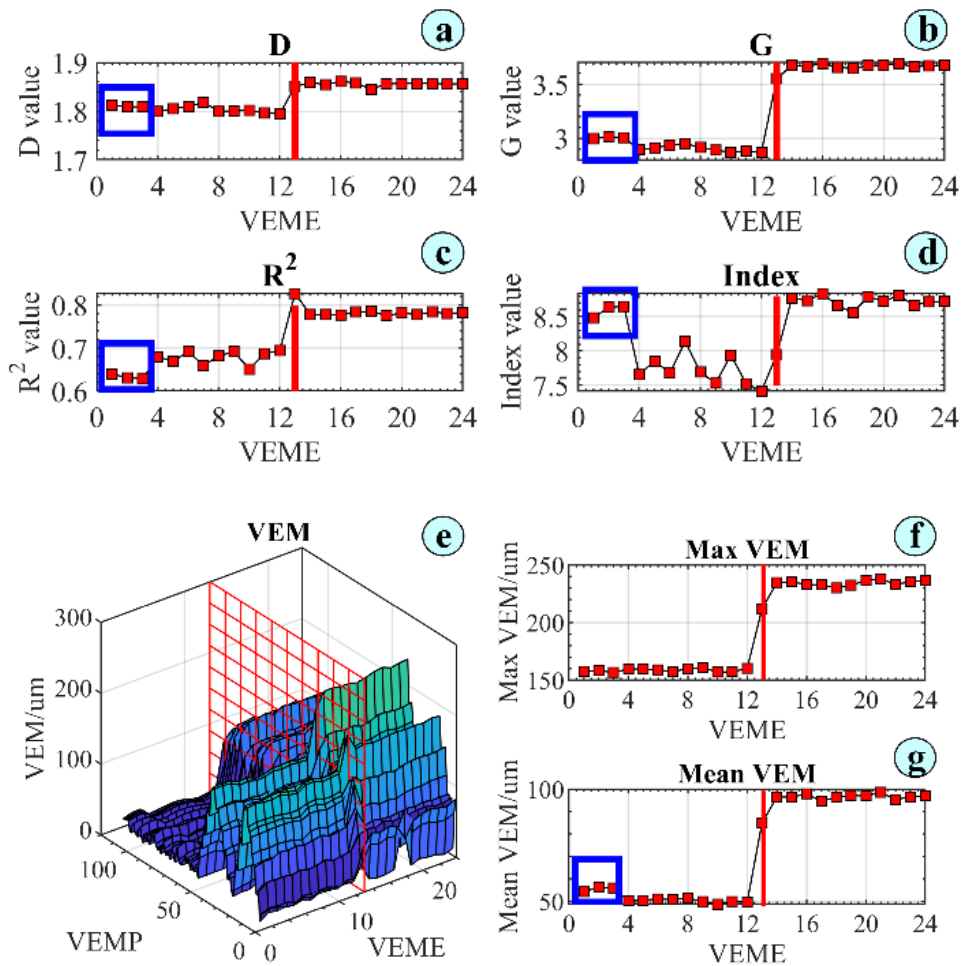 a
D
D value
1.9
1.8
1.7
0 4 8 12 16 20 24
VEME
b
G
G value
3.5
3
0 4 8 12 16 20 24
VEME
c
R²
R² value
0.8
0.7
0.6
0 4 8 12 16 20 24
VEME
d
Index
Index value
8.5
8
7.5
0 4 8 12 16 20 24
VEME
e
VEM
VEM/um
300
200
100
0
100
50
0
VEMP
0
10
20
VEME
f
Max VEM
Max VEM/um
250
200
150
0 4 8 12 16 20 24
VEME
g
Mean VEM
Mean VEM/um
100
50
0 4 8 12 16 20 24
VEME